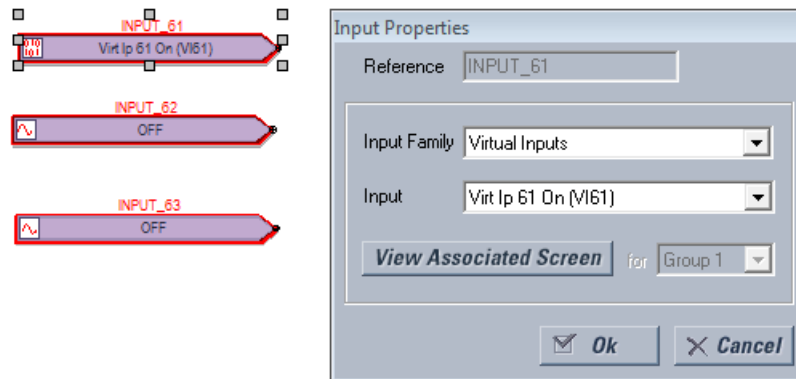 INPUT_61
Virt Ip 61 On (VI61)
INPUT_62
OFF
INPUT_63
OFF
Input Properties
Reference INPUT_61
Input Family Virtual Inputs
Input Virt Ip 61 On (VI61)
View Associated Screen for Group 1
Ok Cancel